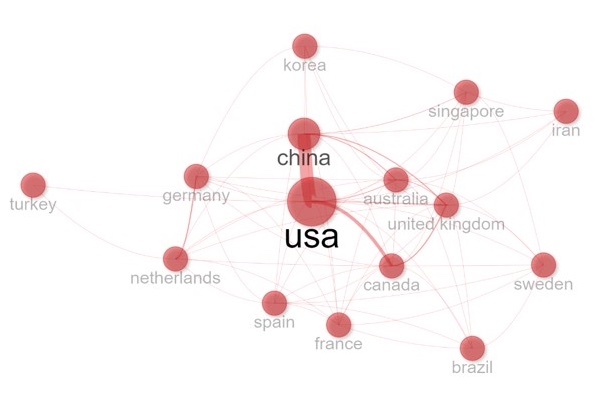 korea
singapore
iran
china
germany
australia
turkey
united kingdom
usa
netherlands
canada
sweden
spain
france
brazil